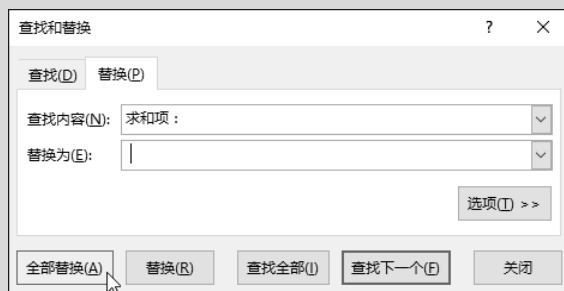 查找和替换 ? ×
查找(D) 替换(P)
查找内容(N): 求和项：
替换为(E):
选项(T) >>
全部替换(A) 替换(R) 查找全部(I) 查找下一个(F) 关闭